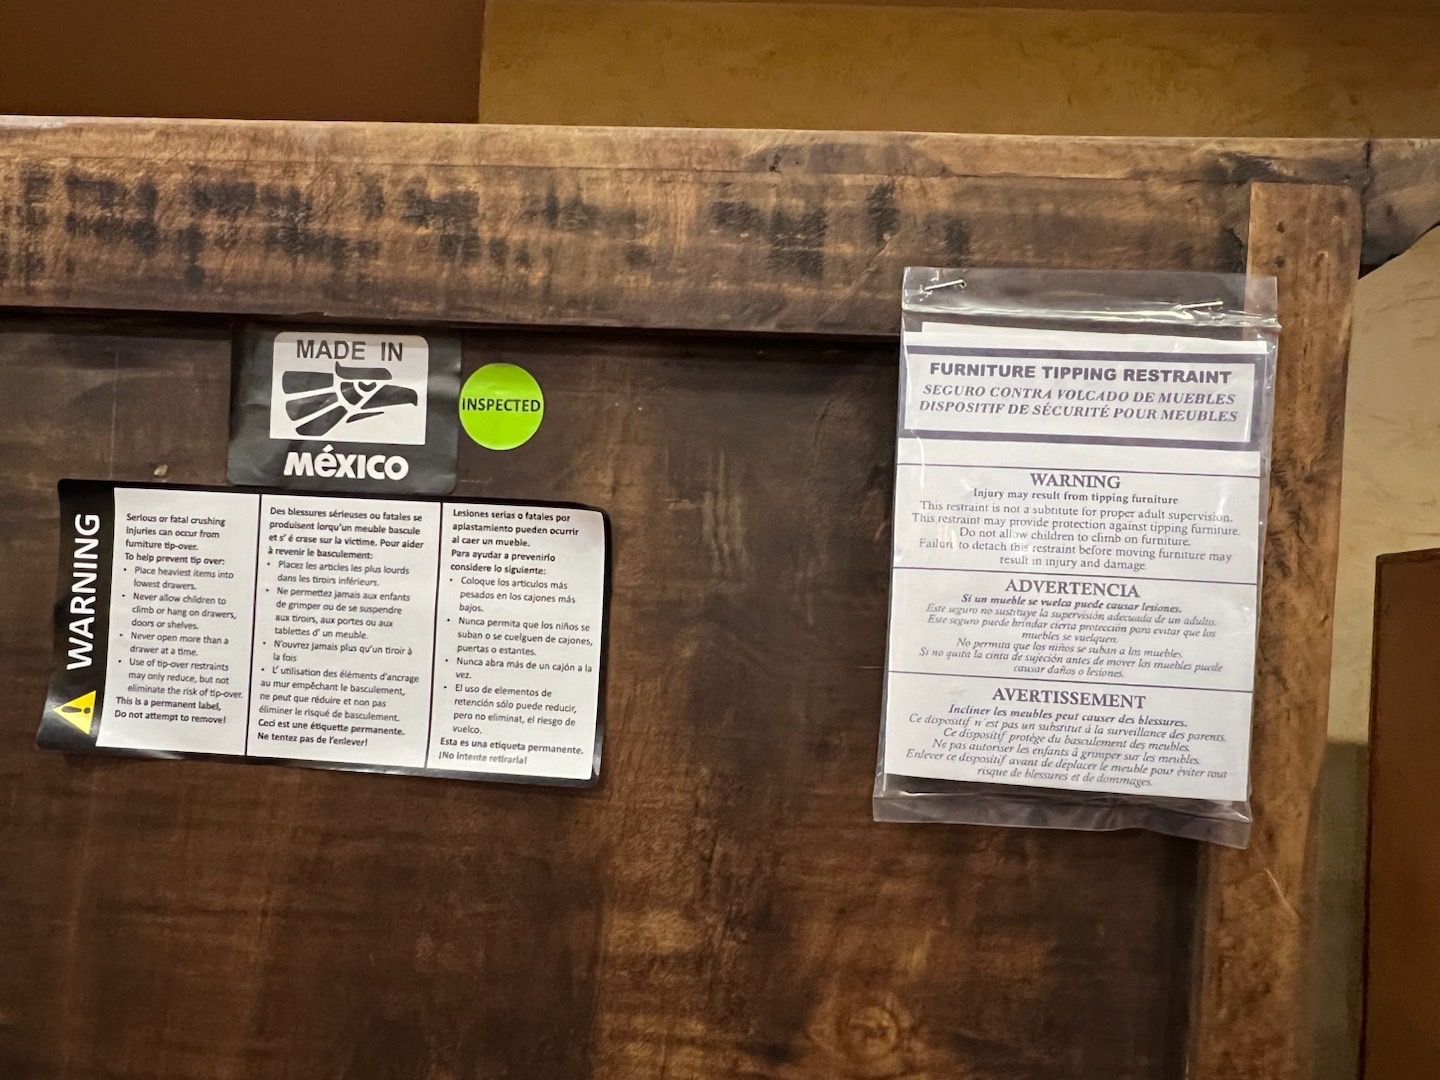 MADE IN
MéXICO
INSPECTED
WARNING
Serious or fatal crushing
injuries can occur from
furniture tip-over.
To help prevent tip over:
• Place heaviest items into
lowest drawers.
• Never allow children to
climb or hang on drawers,
doors or shelves.
• Never open more than a
drawer at a time.
• Use of tip-over restraints
may only reduce, but not
eliminate the risk of tip-over.
This is a permanent label,
Do not attempt to remove!
Des blessures sérieuses ou fatales se
produisent lorqu'un meuble bascule
et s' é crase sur la victime. Pour aider
à revenir le basculement:
• Placez les articles les plus lourds
dans les tiroirs inférieurs.
• Ne permettez jamais aux enfants
de grimper ou de se suspendre
aux tiroirs, aux portes ou aux
tablettes d' un meuble.
• N'ouvrez jamais plus qu'un tiroir à
la fois
• L' utilisation des éléments d'ancrage
au mur empêchant le basculement,
ne peut que réduire et non pas
éliminer le risqué de basculement.
Ceci est une étiquette permanente.
Ne tentez pas de l'enlever!
Lesiones serias o fatales por
aplastamiento pueden ocurrir
al caer un mueble.
Para ayudar a prevenirlo
considere lo siguiente:
• Coloque los artículos más
pesados en los cajones más
bajos.
• Nunca permita que los niños se
suban o se cuelguen de cajones,
puertas o estantes.
• Nunca abra más de un cajón a la
vez.
• El uso de elementos de
retención sólo puede reducir,
pero no eliminar, el riesgo de
vuelco.
Esta es una etiqueta permanente.
¡No intente retirarla!
FURNITURE TIPPING RESTRAINT
SEGURO CONTRA VOLCADO DE MUEBLES
DISPOSITIF DE SÉCURITÉ POUR MEUBLES
WARNING
Injury may result from tipping furniture
This restraint is not a substitute for proper adult supervision.
This restraint may provide protection against tipping furniture.
Do not allow children to climb on furniture.
Failure to detach this restraint before moving furniture may
result in injury and damage.
ADVERTENCIA
Si un mueble se vuelca puede causar lesiones.
Este seguro no sustituye la supervisión adecuada de un adulto.
Este seguro puede brindar cierta protección para evitar que los
muebles se vuelquen.
No permita que los niños se suban a los muebles.
Si no quita la cinta de sujeción antes de mover los muebles puede
causar daños o lesiones.
AVERTISSEMENT
Incliner les meubles peut causer des blessures.
Ce dispositif n'est pas un substitut à la surveillance des parents.
Ce dispositif protège du basculement des meubles.
Ne pas autoriser les enfants à grimper sur les meubles.
Enlever ce dispositif avant de déplacer le meuble pour éviter tout
risque de blessures et de dommages.